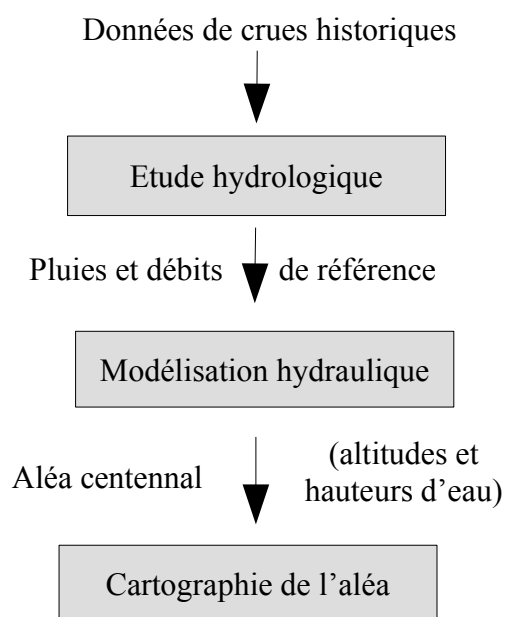 Données de crues historiques
Etude hydrologique
Pluies et débits de référence
Modélisation hydraulique
Aléa centennal
(altitudes et
hauteurs d’eau)
Cartographie de l’aléa